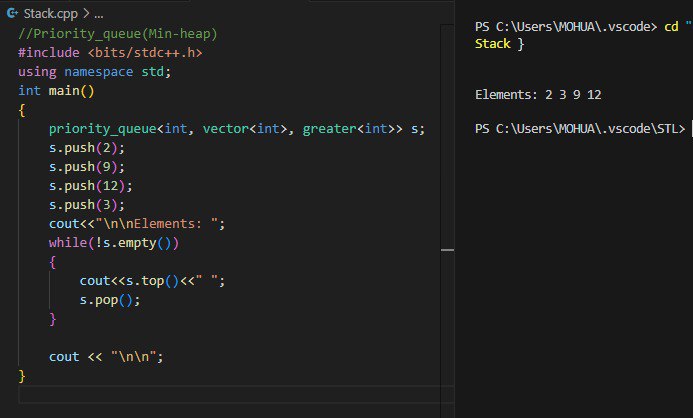 Stack.cpp > ...
//Priority_queue(Min-heap)
#include <bits/stdc++.h>
using namespace std;
int main()
{
    priority_queue<int, vector<int>, greater<int>> s;
    s.push(2);
    s.push(9);
    s.push(12);
    s.push(3);
    cout<<"\n\nElements: ";
    while(!s.empty())
    {
        cout<<s.top()<<" ";
        s.pop();
    }
    cout << "\n\n";
}
PS C:\Users\MOHUA\.vscode> cd "
Stack }
Elements: 2 3 9 12
PS C:\Users\MOHUA\.vscode\STL>